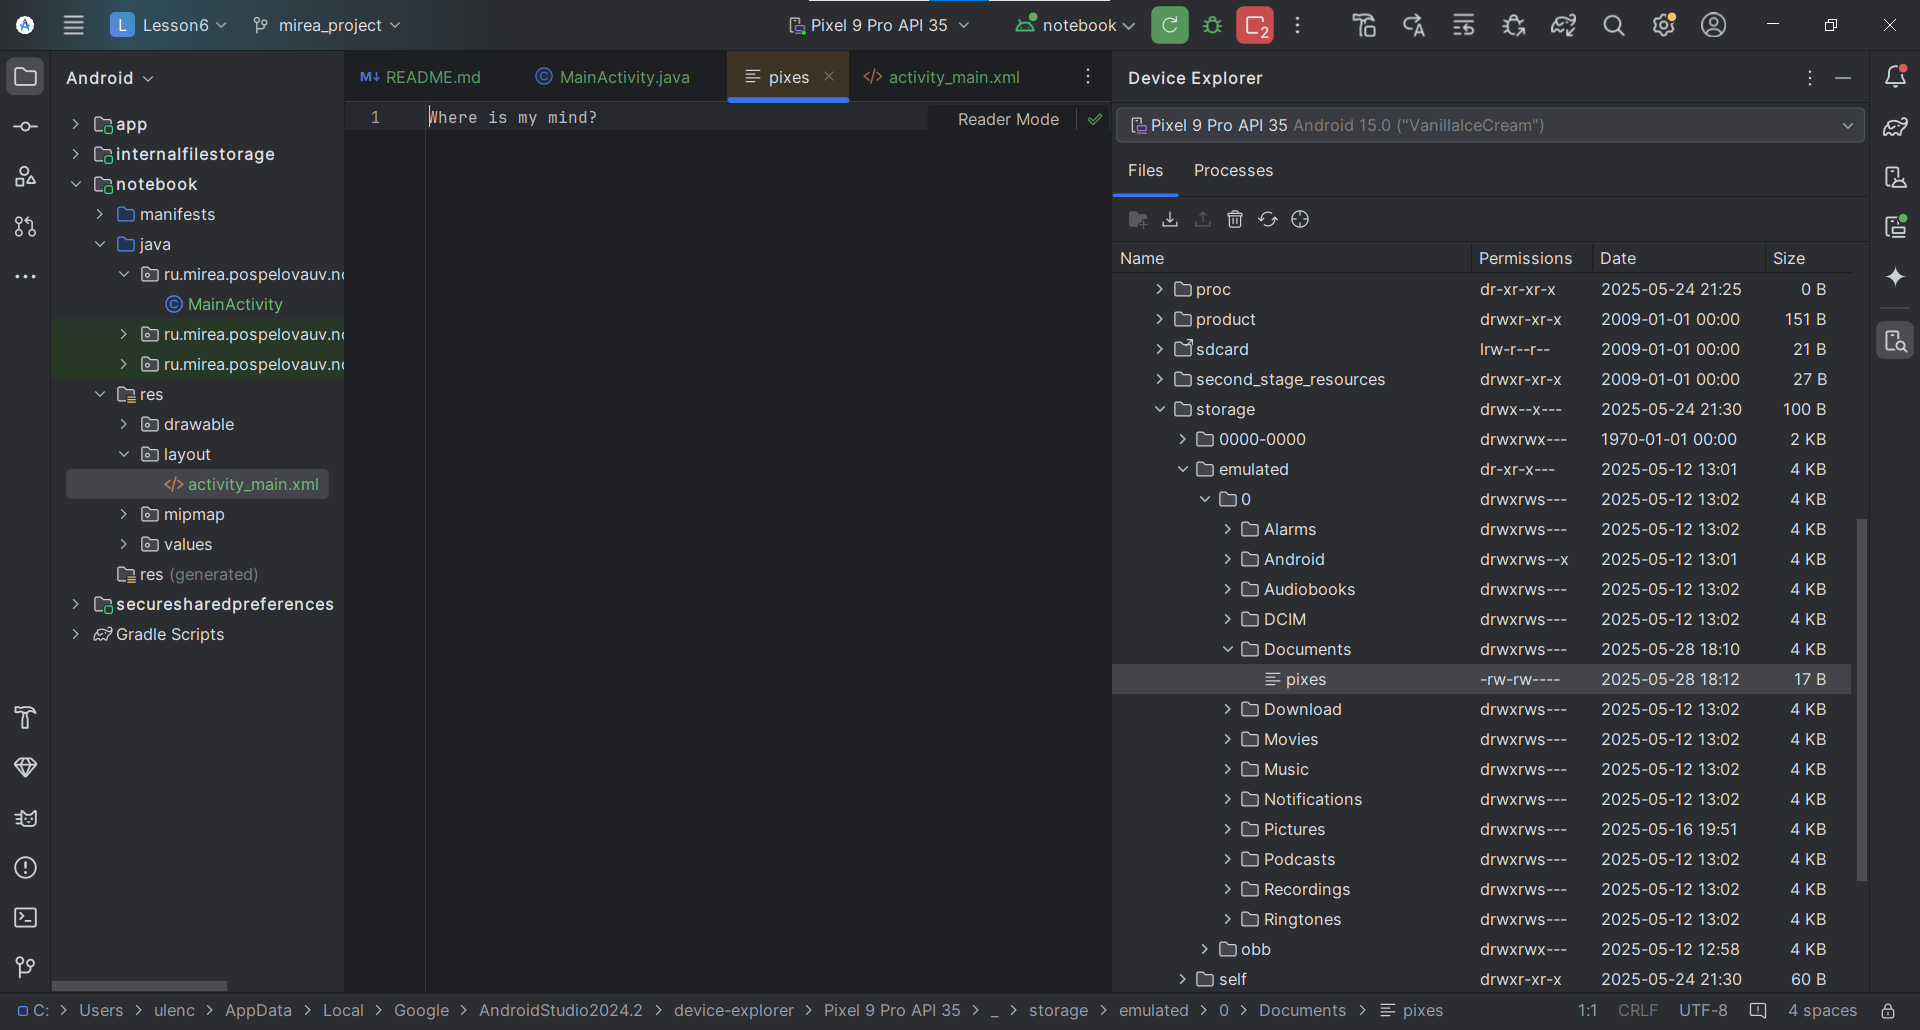 L Lesson6 mirea_project Pixel 9 Pro API 35 notebook 2
Android
app
internalfilestorage
notebook
manifests
java
ru.mirea.pospelovauv.no
MainActivity
ru.mirea.pospelovauv.no
ru.mirea.pospelovauv.no
res
drawable
layout
</> activity_main.xml
mipmap
values
res (generated)
securesharedpreferences
Gradle Scripts
M↓ README.md © MainActivity.java pixes </> activity_main.xml
1 Where is my mind?
Reader Mode
Device Explorer
Pixel 9 Pro API 35 Android 15.0 ("VanillaIceCream")
Files Processes
Name Permissions Date Size
proc dr-xr-xr-x 2025-05-24 21:25 0 B
product drwxr-xr-x 2009-01-01 00:00 151 B
sdcard lrw-r--r-- 2009-01-01 00:00 21 B
second_stage_resources drwxr-xr-x 2009-01-01 00:00 27 B
storage drwx--x--- 2025-05-24 21:30 100 B
0000-0000 drwxrwx--- 1970-01-01 00:00 2 KB
emulated dr-xr-x--- 2025-05-12 13:01 4 KB
0 drwxrws--- 2025-05-12 13:02 4 KB
Alarms drwxrws--- 2025-05-12 13:02 4 KB
Android drwxrws--x 2025-05-12 13:01 4 KB
Audiobooks drwxrws--- 2025-05-12 13:02 4 KB
DCIM drwxrws--- 2025-05-12 13:02 4 KB
Documents drwxrws--- 2025-05-28 18:10 4 KB
pixes -rw-rw---- 2025-05-28 18:12 17 B
Download drwxrws--- 2025-05-12 13:02 4 KB
Movies drwxrws--- 2025-05-12 13:02 4 KB
Music drwxrws--- 2025-05-12 13:02 4 KB
Notifications drwxrws--- 2025-05-12 13:02 4 KB
Pictures drwxrws--- 2025-05-16 19:51 4 KB
Podcasts drwxrws--- 2025-05-12 13:02 4 KB
Recordings drwxrws--- 2025-05-12 13:02 4 KB
Ringtones drwxrws--- 2025-05-12 13:02 4 KB
obb drwxrwx--- 2025-05-12 12:58 4 KB
self drwxr-xr-x 2025-05-24 21:30 60 B
C: > Users > ulenc > AppData > Local > Google > AndroidStudio2024.2 > device-explorer > Pixel 9 Pro API 35 > _ > storage > emulated > 0 > Documents > pixes 1:1 CRLF UTF-8 4 spaces